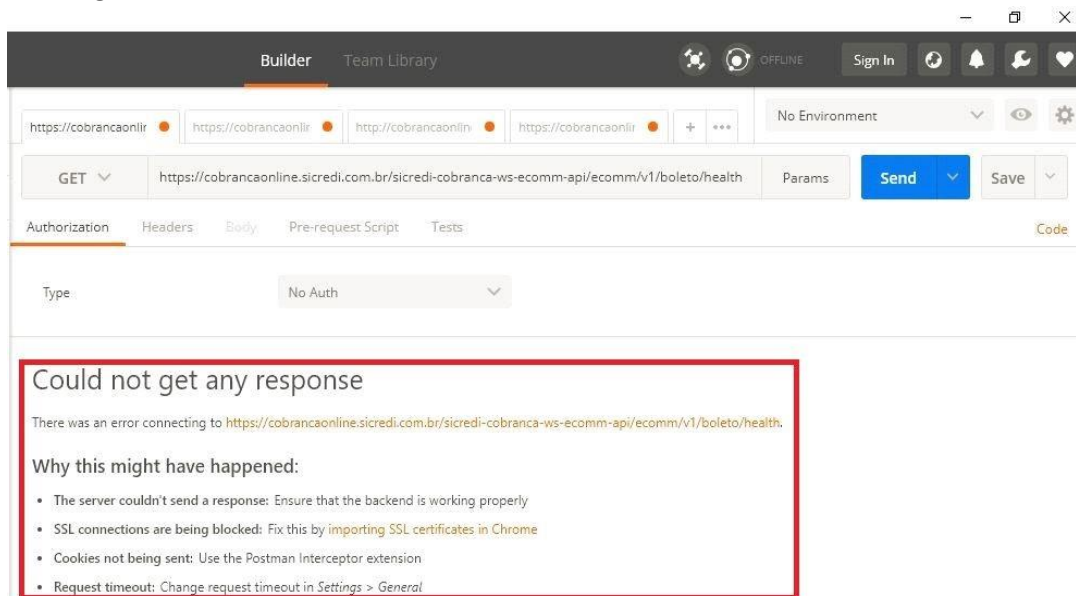 Builder Team Library OFFLINE Sign In
https://cobrancaonlir https://cobrancaonlir http://cobrancaonlin https://cobrancaonlir + ••• No Environment
GET https://cobrancaonline.sicredi.com.br/sicredi-cobranca-ws-ecomm-api/ecomm/v1/boleto/health Params Send Save
Authorization Headers Body Pre-request Script Tests Code
Type No Auth
Could not get any response
There was an error connecting to https://cobrancaonline.sicredi.com.br/sicredi-cobranca-ws-ecomm-api/ecomm/v1/boleto/health.
Why this might have happened:
• The server couldn't send a response: Ensure that the backend is working properly
• SSL connections are being blocked: Fix this by importing SSL certificates in Chrome
• Cookies not being sent: Use the Postman Interceptor extension
• Request timeout: Change request timeout in Settings > General